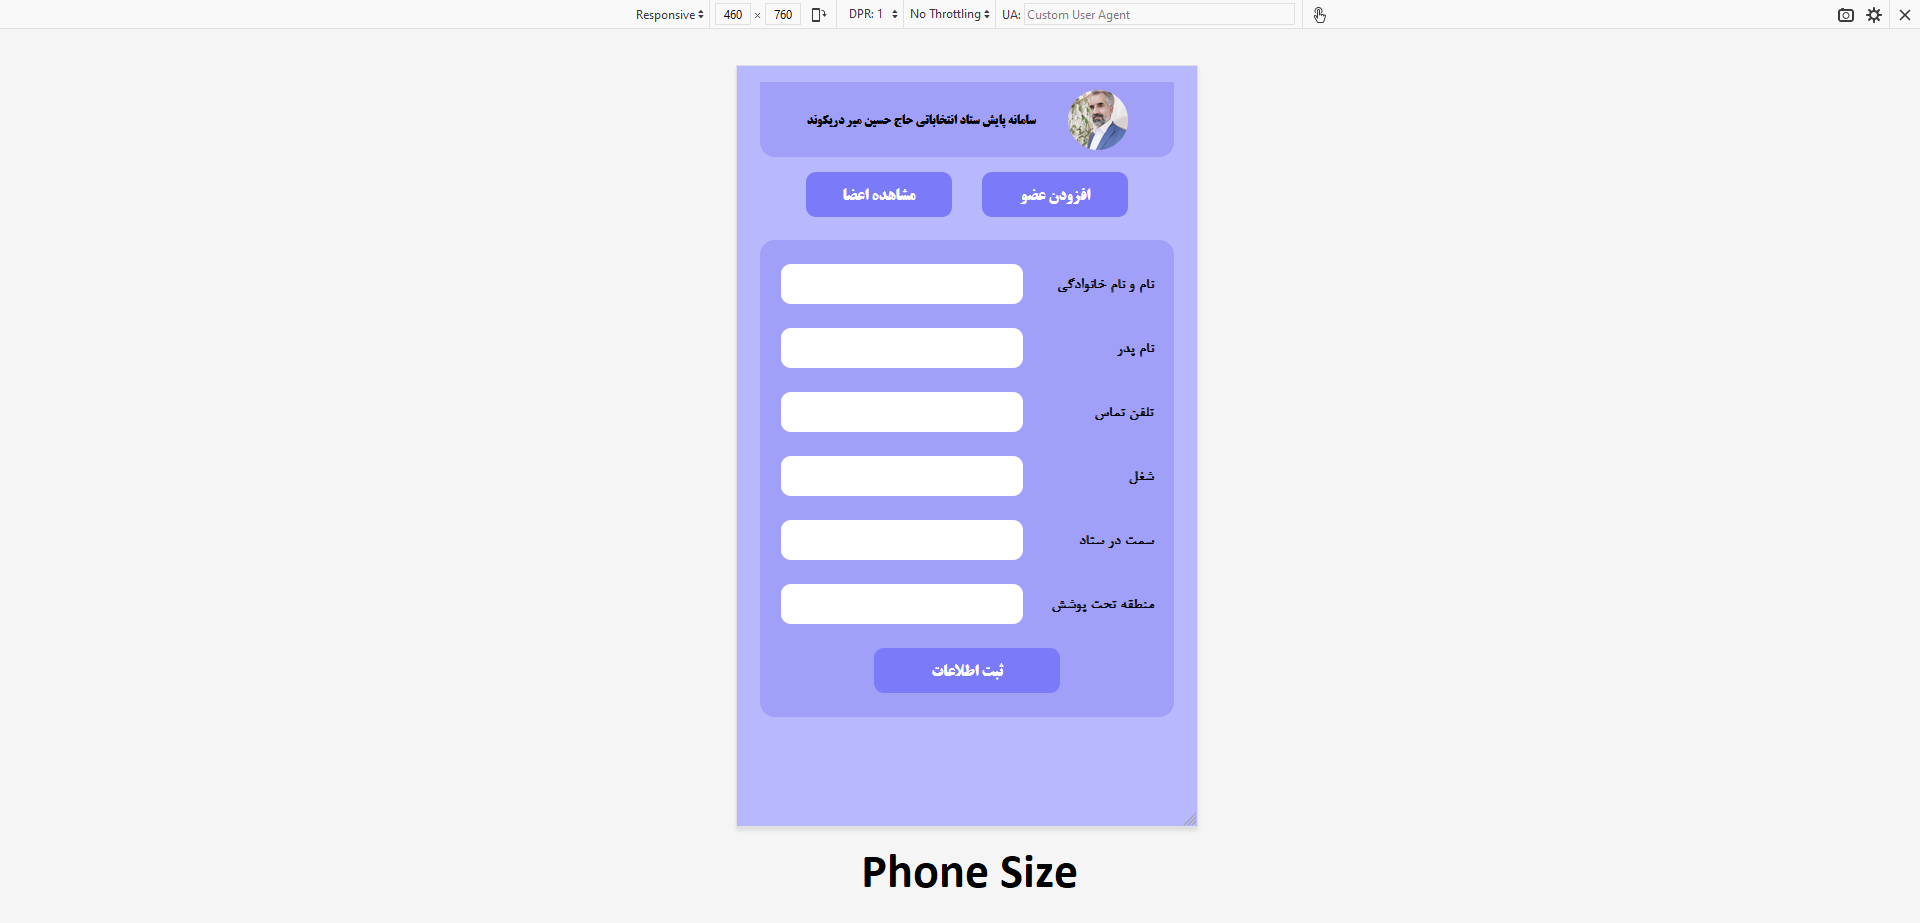 Responsive 460 × 760 DPR: 1 No Throttling UA: Custom User Agent
سامانه پایش ستاد انتخاباتی حاج حسین میر دریکوند
افزودن عضو
مشاهده اعضا
نام و نام خانوادگی
نام پدر
تلفن تماس
شغل
سمت در ستاد
منطقه تحت پوشش
ثبت اطلاعات
Phone Size